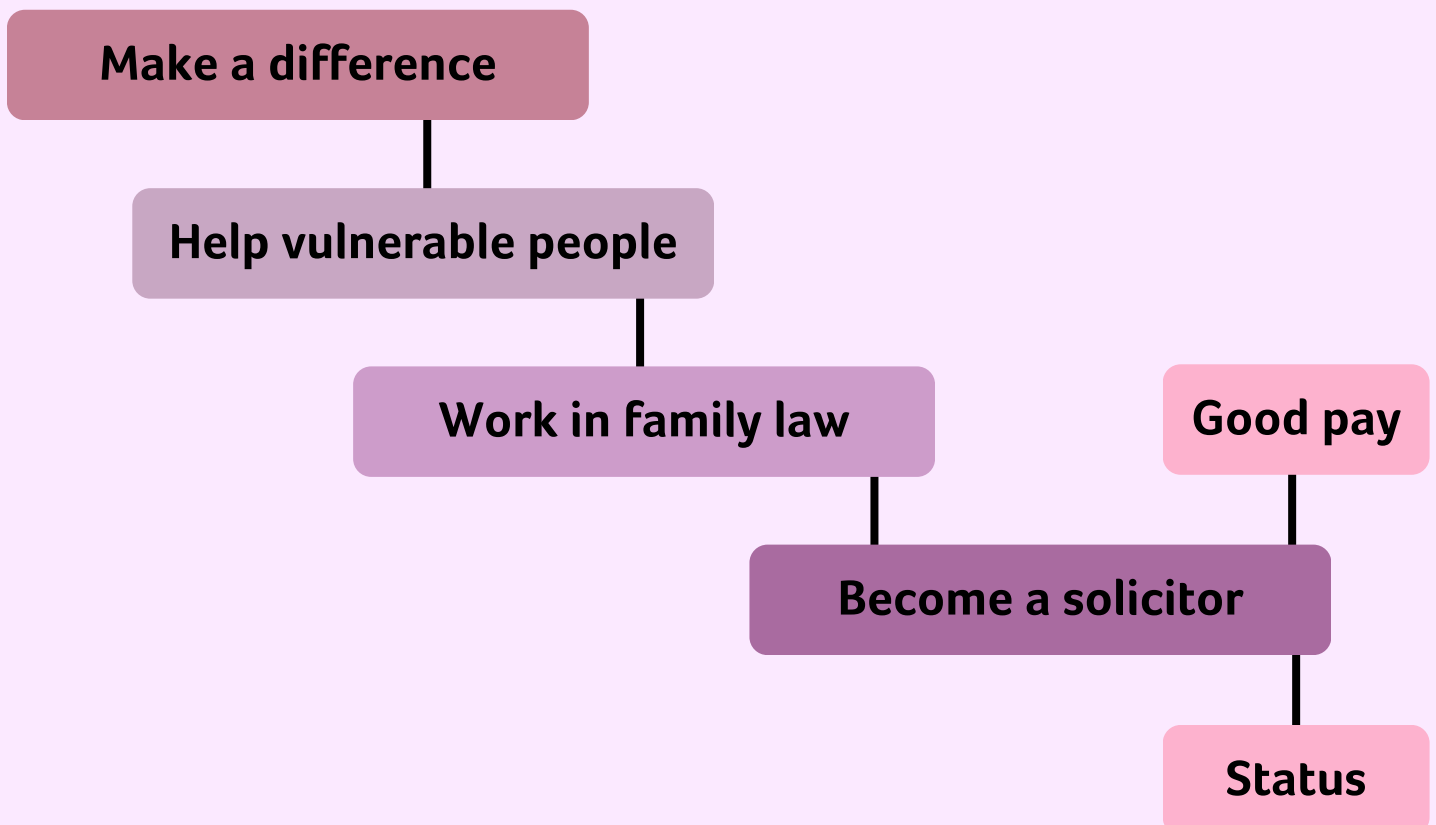 Make a difference
Help vulnerable people
Work in family law
Good pay
Become a solicitor
Status